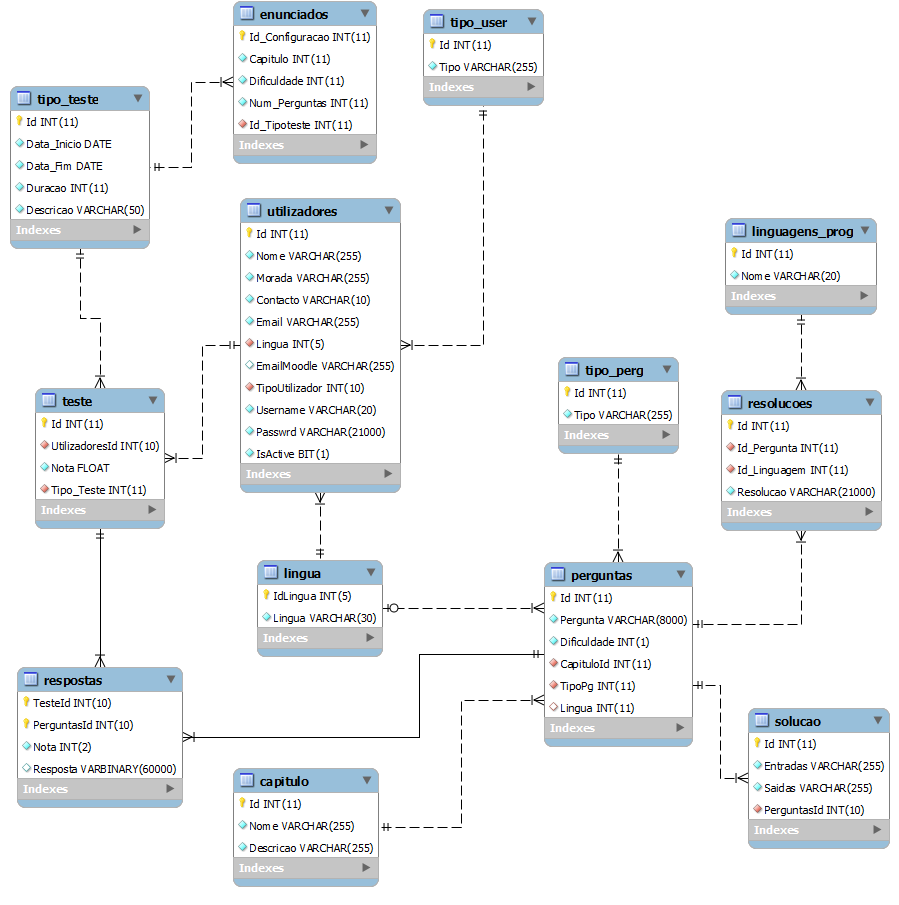 enunciados
Id_Configuracao INT(11)
Capitulo INT(11)
Dificuldade INT(11)
Num_Perguntas INT(11)
Id_Tipoteste INT(11)
Indexes
tipo_user
Id INT(11)
Tipo VARCHAR(255)
Indexes
tipo_teste
Id INT(11)
Data_Inicio DATE
Data_Fim DATE
Duracao INT(11)
Descricao VARCHAR(50)
Indexes
utilizadores
Id INT(11)
Nome VARCHAR(255)
Morada VARCHAR(255)
Contacto VARCHAR(10)
Email VARCHAR(255)
Lingua INT(5)
EmailMoodle VARCHAR(255)
TipoUtilizador INT(10)
Username VARCHAR(20)
Passwrd VARCHAR(21000)
IsActive BIT(1)
Indexes
linguagens_prog
Id INT(11)
Nome VARCHAR(20)
Indexes
tipo_perg
Id INT(11)
Tipo VARCHAR(255)
Indexes
teste
Id INT(11)
UtilizadoresId INT(10)
Nota FLOAT
Tipo_Teste INT(11)
Indexes
resolucoes
Id INT(11)
Id_Pergunta INT(11)
Id_Linguagem INT(11)
Resolucao VARCHAR(21000)
Indexes
lingua
IdLingua INT(5)
Lingua VARCHAR(30)
Indexes
perguntas
Id INT(11)
Pergunta VARCHAR(8000)
Dificuldade INT(1)
CapituloId INT(11)
TipoPg INT(11)
Lingua INT(11)
Indexes
respostas
TesteId INT(10)
PerguntasId INT(10)
Nota INT(2)
Resposta VARBINARY(60000)
Indexes
solucao
Id INT(11)
Entradas VARCHAR(255)
Saidas VARCHAR(255)
PerguntasId INT(10)
Indexes
capitulo
Id INT(11)
Nome VARCHAR(255)
Descricao VARCHAR(255)
Indexes